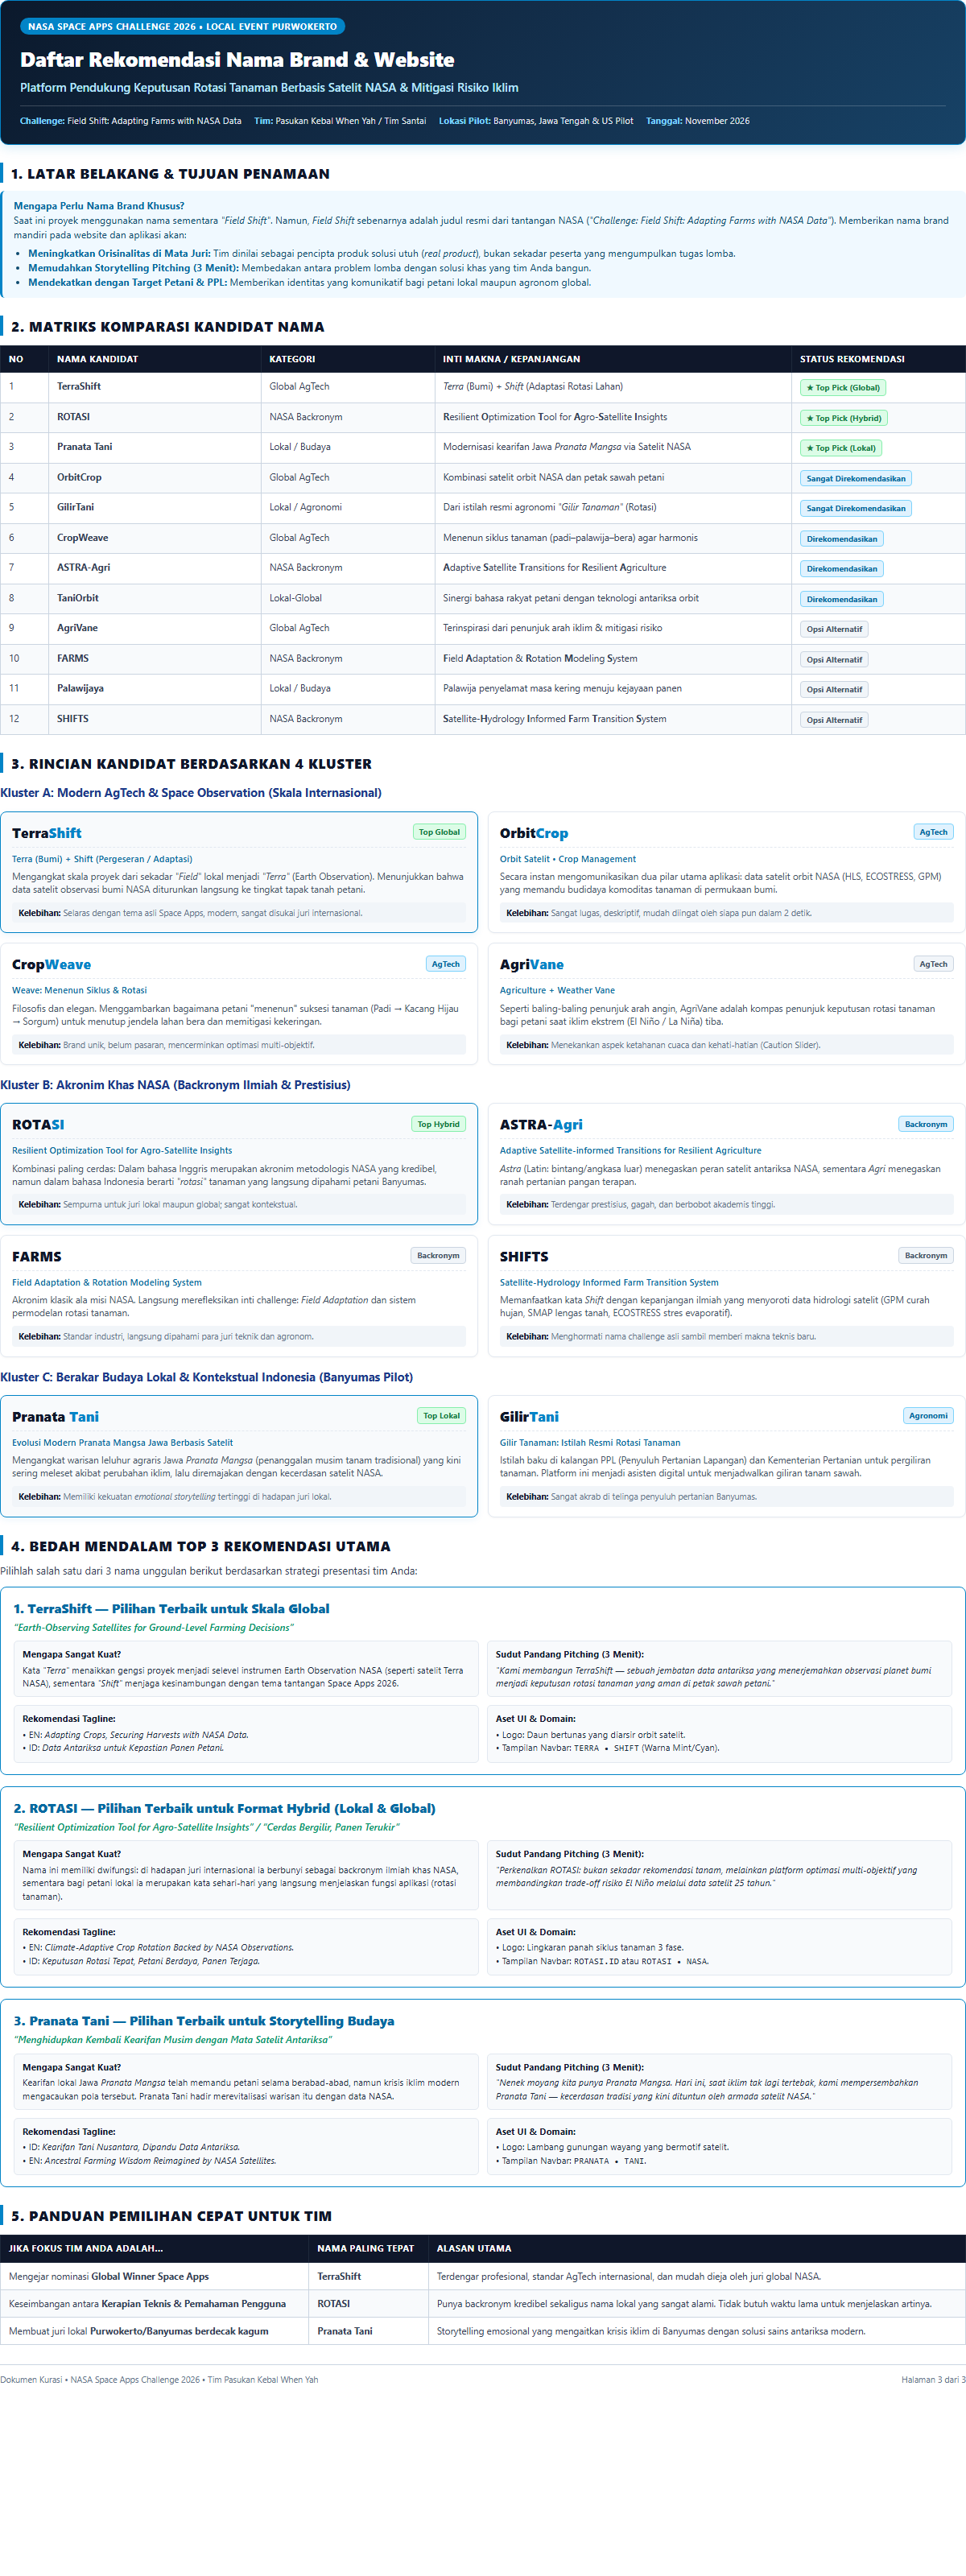 NASA SPACE APPS CHALLENGE 2026 • LOCAL EVENT PURWOKERTO
Daftar Rekomendasi Nama Brand & Website
Platform Pendukung Keputusan Rotasi Tanaman Berbasis Satelit NASA & Mitigasi Risiko Iklim
Challenge: Field Shift: Adapting Farms with NASA Data Tim: Pasukan Kebal When Yah / Tim Santai Lokasi Pilot: Banyumas, Jawa Tengah & US Pilot Tanggal: November 2026
1. LATAR BELAKANG & TUJUAN PENAMAAN
Mengapa Perlu Nama Brand Khusus?
Saat ini proyek menggunakan nama sementara "Field Shift". Namun, Field Shift sebenarnya adalah judul resmi dari tantangan NASA ("Challenge: Field Shift: Adapting Farms with NASA Data"). Memberikan nama brand
mandiri pada website dan aplikasi akan:
• Meningkatkan Orisinalitas di Mata Juri: Tim dinilai sebagai pencipta produk solusi utuh (real product), bukan sekadar peserta yang mengumpulkan tugas lomba.
• Memudahkan Storytelling Pitching (3 Menit): Membedakan antara problem lomba dengan solusi khas yang tim Anda bangun.
• Mendekatkan dengan Target Petani & PPL: Memberikan identitas yang komunikatif bagi petani lokal maupun agronom global.
2. MATRIKS KOMPARASI KANDIDAT NAMA
NO NAMA KANDIDAT KATEGORI INTI MAKNA / KEPANJANGAN STATUS REKOMENDASI
1 TerraShift Global AgTech Terra (Bumi) + Shift (Adaptasi Rotasi Lahan) ★ Top Pick (Global)
2 ROTASI NASA Backronym Resilient Optimization Tool for Agro-Satellite Insights ★ Top Pick (Hybrid)
3 Pranata Tani Lokal / Budaya Modernisasi kearifan Jawa Pranata Mangsa via Satelit NASA ★ Top Pick (Lokal)
4 OrbitCrop Global AgTech Kombinasi satelit orbit NASA dan petak sawah petani Sangat Direkomendasikan
5 GilirTani Lokal / Agronomi Dari istilah resmi agronomi "Gilir Tanaman" (Rotasi) Sangat Direkomendasikan
6 CropWeave Global AgTech Menenun siklus tanaman (padi–palawija–bera) agar harmonis Direkomendasikan
7 ASTRA-Agri NASA Backronym Adaptive Satellite Transitions for Resilient Agriculture Direkomendasikan
8 TaniOrbit Lokal-Global Sinergi bahasa rakyat petani dengan teknologi antariksa orbit Direkomendasikan
9 AgriVane Global AgTech Terinspirasi dari penunjuk arah iklim & mitigasi risiko Opsi Alternatif
10 FARMS NASA Backronym Field Adaptation & Rotation Modeling System Opsi Alternatif
11 Palawijaya Lokal / Budaya Palawija penyelamat masa kering menuju kejayaan panen Opsi Alternatif
12 SHIFTS NASA Backronym Satellite-Hydrology Informed Farm Transition System Opsi Alternatif
3. RINCIAN KANDIDAT BERDASARKAN 4 KLUSTER
Kluster A: Modern AgTech & Space Observation (Skala Internasional)
TerraShift Top Global
Terra (Bumi) + Shift (Pergeseran / Adaptasi)
Mengangkat skala proyek dari sekadar "Field" lokal menjadi "Terra" (Earth Observation). Menunjukkan bahwa
data satelit observasi bumi NASA diturunkan langsung ke tingkat tapak tanah petani.
Kelebihan: Selaras dengan tema asli Space Apps, modern, sangat disukai juri internasional.
OrbitCrop AgTech
Orbit Satelit • Crop Management
Secara instan mengomunikasikan dua pilar utama aplikasi: data satelit orbit NASA (HLS, ECOSTRESS, GPM)
yang memandu budidaya komoditas tanaman di permukaan bumi.
Kelebihan: Sangat lugas, deskriptif, mudah diingat oleh siapa pun dalam 2 detik.
CropWeave AgTech
Weave: Menenun Siklus & Rotasi
Filosofis dan elegan. Menggambarkan bagaimana petani "menenun" suksesi tanaman (Padi → Kacang Hijau
→ Sorgum) untuk menutup jendela lahan bera dan memitigasi kekeringan.
Kelebihan: Brand unik, belum pasaran, mencerminkan optimasi multi-objektif.
AgriVane AgTech
Agriculture + Weather Vane
Seperti baling-baling penunjuk arah angin, AgriVane adalah kompas penunjuk keputusan rotasi tanaman
bagi petani saat iklim ekstrem (El Niño / La Niña) tiba.
Kelebihan: Menekankan aspek ketahanan cuaca dan kehati-hatian (Caution Slider).
Kluster B: Akronim Khas NASA (Backronym Ilmiah & Prestisius)
ROTASI Top Hybrid
Resilient Optimization Tool for Agro-Satellite Insights
Kombinasi paling cerdas: Dalam bahasa Inggris merupakan akronim metodologis NASA yang kredibel,
namun dalam bahasa Indonesia berarti "rotasi" tanaman yang langsung dipahami petani Banyumas.
Kelebihan: Sempurna untuk juri lokal maupun global; sangat kontekstual.
ASTRA-Agri Backronym
Adaptive Satellite-informed Transitions for Resilient Agriculture
Astra (Latin: bintang/angkasa luar) menegaskan peran satelit antariksa NASA, sementara Agri menegaskan
ranah pertanian pangan terapan.
Kelebihan: Terdengar prestisius, gagah, dan berbobot akademis tinggi.
FARMS Backronym
Field Adaptation & Rotation Modeling System
Akronim klasik ala misi NASA. Langsung merefleksikan inti challenge: Field Adaptation dan sistem
permodelan rotasi tanaman.
Kelebihan: Standar industri, langsung dipahami para juri teknik dan agronom.
SHIFTS Backronym
Satellite-Hydrology Informed Farm Transition System
Memanfaatkan kata Shift dengan kepanjangan ilmiah yang menyoroti data hidrologi satelit (GPM curah
hujan, SMAP lengas tanah, ECOSTRESS stres evaporatif).
Kelebihan: Menghormati nama challenge asli sambil memberi makna teknis baru.
Kluster C: Berakar Budaya Lokal & Kontekstual Indonesia (Banyumas Pilot)
Pranata Tani Top Lokal
Evolusi Modern Pranata Mangsa Jawa Berbasis Satelit
Mengangkat warisan leluhur agraris Jawa Pranata Mangsa (penanggalan musim tanam tradisional) yang kini
sering meleset akibat perubahan iklim, lalu diremajakan dengan kecerdasan satelit NASA.
Kelebihan: Memiliki kekuatan emotional storytelling tertinggi di hadapan juri lokal.
GilirTani Agronomi
Gilir Tanaman: Istilah Resmi Rotasi Tanaman
Istilah baku di kalangan PPL (Penyuluh Pertanian Lapangan) dan Kementerian Pertanian untuk pergiliran
tanaman. Platform ini menjadi asisten digital untuk menjadwalkan giliran tanam sawah.
Kelebihan: Sangat akrab di telinga penyuluh pertanian Banyumas.
4. BEDAH MENDALAM TOP 3 REKOMENDASI UTAMA
Pilihlah salah satu dari 3 nama unggulan berikut berdasarkan strategi presentasi tim Anda:
1. TerraShift — Pilihan Terbaik untuk Skala Global
"Earth-Observing Satellites for Ground-Level Farming Decisions"
Mengapa Sangat Kuat?
Kata "Terra" menaikkan gengsi proyek menjadi selevel instrumen Earth Observation NASA (seperti satelit Terra
NASA), sementara "Shift" menjaga kesinambungan dengan tema tantangan Space Apps 2026.
Sudut Pandang Pitching (3 Menit):
"Kami membangun TerraShift — sebuah jembatan data antariksa yang menerjemahkan observasi planet bumi
menjadi keputusan rotasi tanaman yang aman di petak sawah petani."
Rekomendasi Tagline:
• EN: Adapting Crops, Securing Harvests with NASA Data.
• ID: Data Antariksa untuk Kepastian Panen Petani.
Aset UI & Domain:
• Logo: Daun bertunas yang diarsir orbit satelit.
• Tampilan Navbar: TERRA • SHIFT (Warna Mint/Cyan).
2. ROTASI — Pilihan Terbaik untuk Format Hybrid (Lokal & Global)
"Resilient Optimization Tool for Agro-Satellite Insights" / "Cerdas Bergilir, Panen Terukir"
Mengapa Sangat Kuat?
Nama ini memiliki dwifungsi: di hadapan juri internasional ia berbunyi sebagai backronym ilmiah khas NASA,
sementara bagi petani lokal ia merupakan kata sehari-hari yang langsung menjelaskan fungsi aplikasi (rotasi
tanaman).
Sudut Pandang Pitching (3 Menit):
"Perkenalkan ROTASI: bukan sekadar rekomendasi tanam, melainkan platform optimasi multi-objektif yang
membandingkan trade-off risiko El Niño melalui data satelit 25 tahun."
Rekomendasi Tagline:
• EN: Climate-Adaptive Crop Rotation Backed by NASA Observations.
• ID: Keputusan Rotasi Tepat, Petani Berdaya, Panen Terjaga.
Aset UI & Domain:
• Logo: Lingkaran panah siklus tanaman 3 fase.
• Tampilan Navbar: ROTASI.ID atau ROTASI • NASA.
3. Pranata Tani — Pilihan Terbaik untuk Storytelling Budaya
"Menghidupkan Kembali Kearifan Musim dengan Mata Satelit Antariksa"
Mengapa Sangat Kuat?
Kearifan lokal Jawa Pranata Mangsa telah memandu petani selama berabad-abad, namun krisis iklim modern
mengacaukan pola tersebut. Pranata Tani hadir merevitalisasi warisan itu dengan data NASA.
Sudut Pandang Pitching (3 Menit):
"Nenek moyang kita punya Pranata Mangsa. Hari ini, saat iklim tak lagi tertebak, kami mempersembahkan
Pranata Tani — kecerdasan tradisi yang kini dituntun oleh armada satelit NASA."
Rekomendasi Tagline:
• ID: Kearifan Tani Nusantara, Dipandu Data Antariksa.
• EN: Ancestral Farming Wisdom Reimagined by NASA Satellites.
Aset UI & Domain:
• Logo: Lambang gunungan wayang yang bermotif satelit.
• Tampilan Navbar: PRANATA • TANI.
5. PANDUAN PEMILIHAN CEPAT UNTUK TIM
JIKA FOKUS TIM ANDA ADALAH... NAMA PALING TEPAT ALASAN UTAMA
Mengejar nominasi Global Winner Space Apps TerraShift Terdengar profesional, standar AgTech internasional, dan mudah dieja oleh juri global NASA.
Keseimbangan antara Kerapian Teknis & Pemahaman Pengguna ROTASI Punya backronym kredibel sekaligus nama lokal yang sangat alami. Tidak butuh waktu lama untuk menjelaskan artinya.
Membuat juri lokal Purwokerto/Banyumas berdecak kagum Pranata Tani Storytelling emosional yang mengaitkan krisis iklim di Banyumas dengan solusi sains antariksa modern.
Dokumen Kurasi • NASA Space Apps Challenge 2026 • Tim Pasukan Kebal When Yah Halaman 3 dari 3